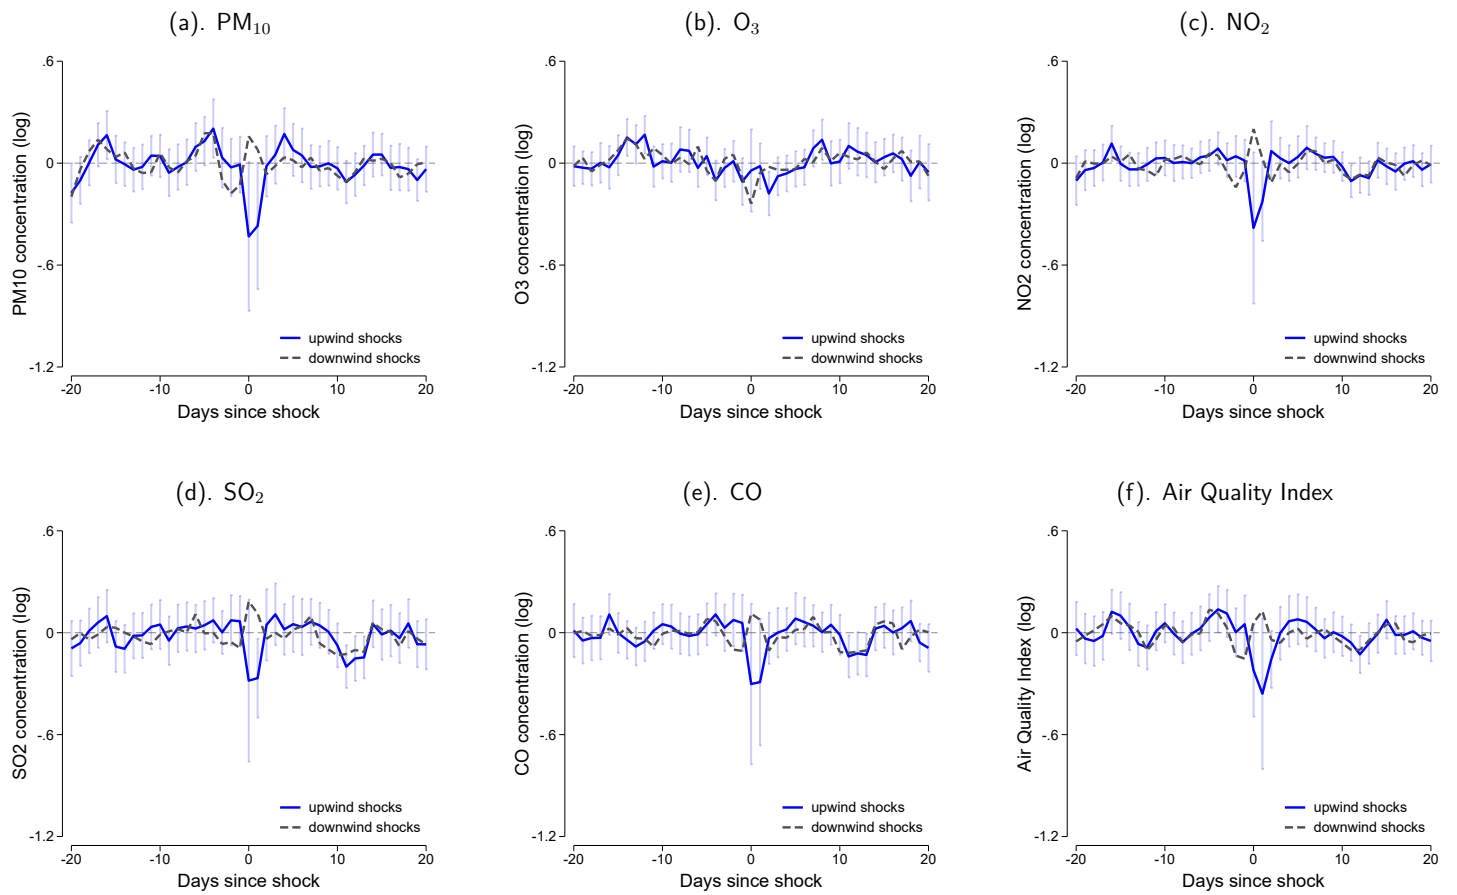 (a). PM₁₀
.6
0
-.6
-1.2
PM10 concentration (log)
upwind shocks
downwind shocks
-20 -10 0 10 20
Days since shock
(b). O₃
.6
0
-.6
-1.2
O3 concentration (log)
upwind shocks
downwind shocks
-20 -10 0 10 20
Days since shock
(c). NO₂
.6
0
-.6
-1.2
NO2 concentration (log)
upwind shocks
downwind shocks
-20 -10 0 10 20
Days since shock
(d). SO₂
.6
0
-.6
-1.2
SO2 concentration (log)
upwind shocks
downwind shocks
-20 -10 0 10 20
Days since shock
(e). CO
.6
0
-.6
-1.2
CO concentration (log)
upwind shocks
downwind shocks
-20 -10 0 10 20
Days since shock
(f). Air Quality Index
.6
0
-.6
-1.2
Air Quality Index (log)
upwind shocks
downwind shocks
-20 -10 0 10 20
Days since shock